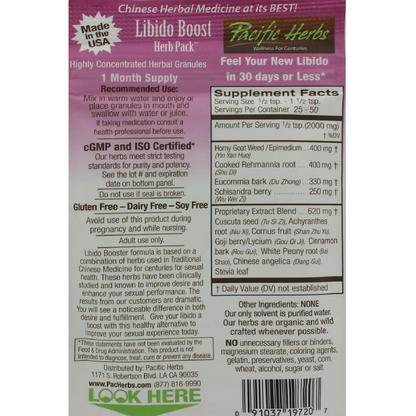 Chinese Herbal Medicine at its BEST!
Made in the USA
Libido Boost
Herb Pack™
Pacific Herbs
Wellness For Centuries
Highly Concentrated Herbal Granules
1 Month Supply
Recommended Use:
Mix in warm water and enjoy or
place granules in mouth and
swallow with water or juice.
If taking medication consult a
health professional before use.
cGMP and ISO Certified*
Our herbs meet strict testing
standards for purity and potency.
See the lot # and expiration
date on bottom panel.
Do not use if seal is broken.
Gluten Free ~ Dairy Free ~ Soy Free
Avoid use of this product during
pregnancy and while nursing.
Adult use only.
Libido Booster formula is based on a
combination of herbs used in Traditional
Chinese Medicine for centuries for sexual
health. These herbs have been clinically
studied and known to improve desire and
enhance your sexual performance. The
results from our customers are dramatic.
You will see a noticeable difference in both
desire and fulfillment. Give your libido a
boost with this healthy alternative to
improve your sexual experience today.
*These statements have not been evaluated by the
Food & Drug Administration. This product is not
intended to diagnose, treat, cure or prevent any disease.
Distributed by: Pacific Herbs
1171 S. Robertson Blvd. LA CA 90035
www.PacHerbs.com (877) 818-9990
LOOK HERE
Feel Your New Libido
in 30 days or Less*
Supplement Facts
Serving Size 1/2 tsp. - 1 1/2 tsp.
Servings Per Container 25 - 50
Amount Per Serving 1/2 tsp.(2000 mg)
† %DV
Horny Goat Weed / Epimedium 400 mg †
(Yin Yan Huo)
Cooked Rehmannia root 400 mg †
(Shu Di)
Eucommia bark (Du Zhong) 330 mg †
Schisandra berry 250 mg †
(Wu Wei Zi)
Proprietary Extract Blend 620 mg †
Cuscuta seed (Tu Si Zi), Achyranthes
root (Niu Xi), Cornus fruit (Shan Zhu
Yu), Goji berry/Lycium (Gou Qi Ji), Cinnamon
bark (Rou Gui), White Peony root (Bai
Shao), Chinese angelica (Dang Gui),
Stevia leaf
† Daily Value (DV) not established
Other Ingredients: NONE
Our only solvent is purified water.
Our herbs are organic and wild
crafted whenever possible.
NO unnecessary fillers or binders,
magnesium stearate, coloring agents,
gelatin, preservatives, yeast, corn,
wheat, alcohol, sugar or salt.
0 91037 19720 7